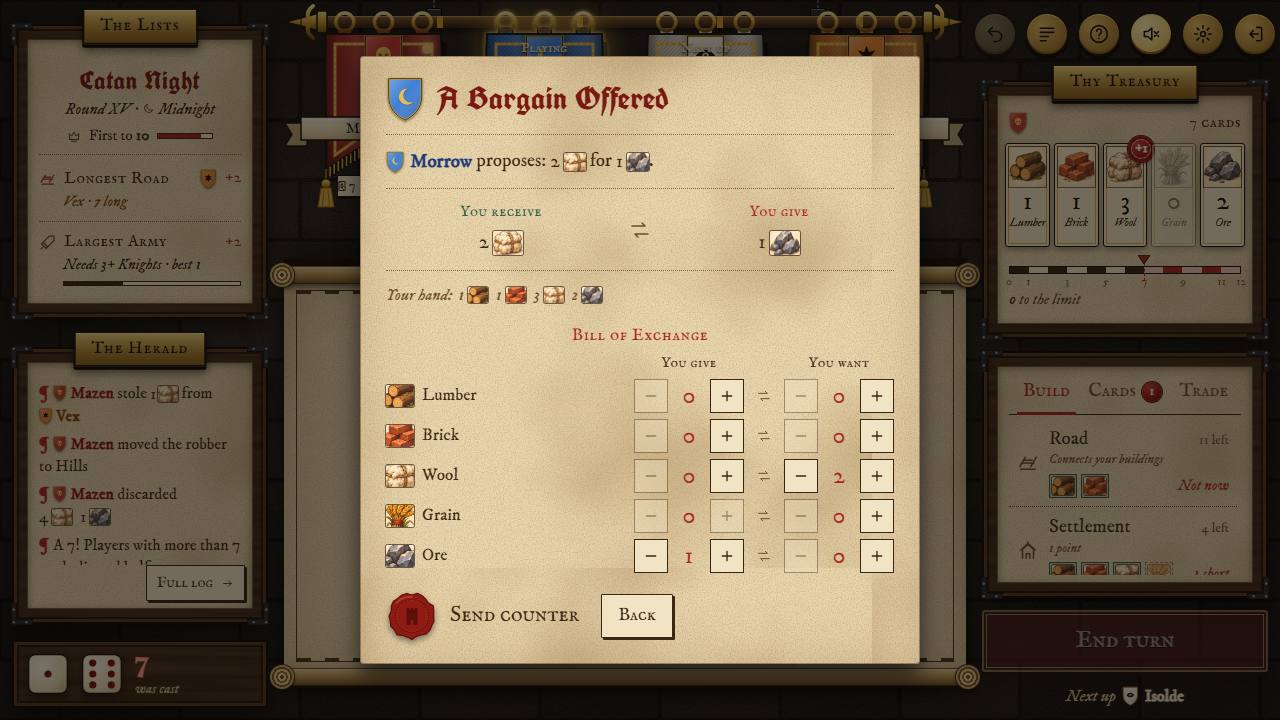 The Lists
Catan Night
Round XV · Midnight
First to 10
Longest Road +2
Vex · 7 long
Largest Army +2
Needs 3+ Knights · best 1
The Herald
¶ Mazen stole 1 from
Vex
¶ Mazen moved the robber
to Hills
¶ Mazen discarded
4 1
¶ A 7! Players with more than 7
Full log →
7
was cast
Playing
A Bargain Offered
Morrow proposes: 2 for 1 .
You receive You give
2 ⇌ 1
Your hand: 1 1 3 2
Bill of Exchange
You give You want
Lumber − 0 + ⇌ − 0 +
Brick − 0 + ⇌ − 0 +
Wool − 0 + ⇌ − 2 +
Grain − 0 + ⇌ − 0 +
Ore − 1 + ⇌ − 0 +
Send counter Back
Thy Treasury
7 cards
+1
1 1 3 0 2
Lumber Brick Wool Grain Ore
0 1 3 5 7 9 11 12
0 to the limit
Build Cards 1 Trade
Road 11 left
Connects your buildings
Not now
Settlement 4 left
1 point
1 short
End turn
Next up Isolde